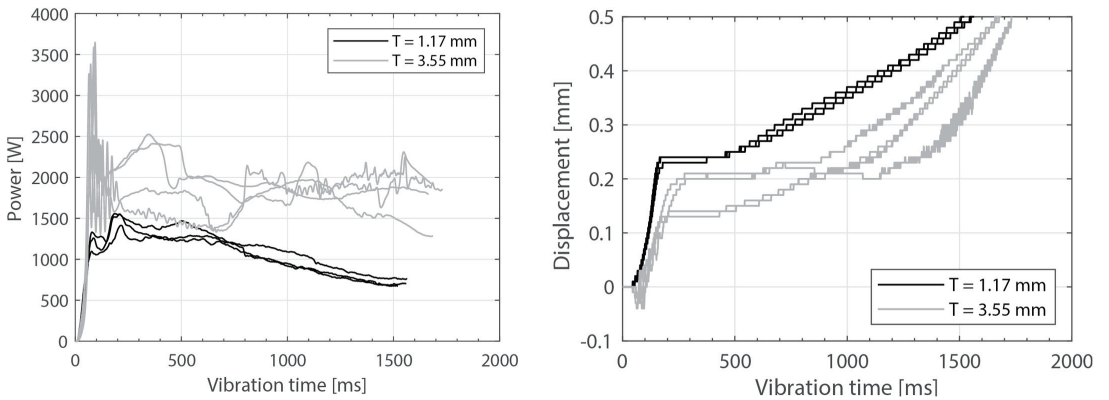 4000
3500
3000
2500
2000
1500
1000
500
0
Power [W]
T = 1.17 mm
T = 3.55 mm
0 500 1000 1500 2000
Vibration time [ms]
0.5
0.4
0.3
0.2
0.1
0
-0.1
Displacement [mm]
T = 1.17 mm
T = 3.55 mm
0 500 1000 1500 2000
Vibration time [ms]